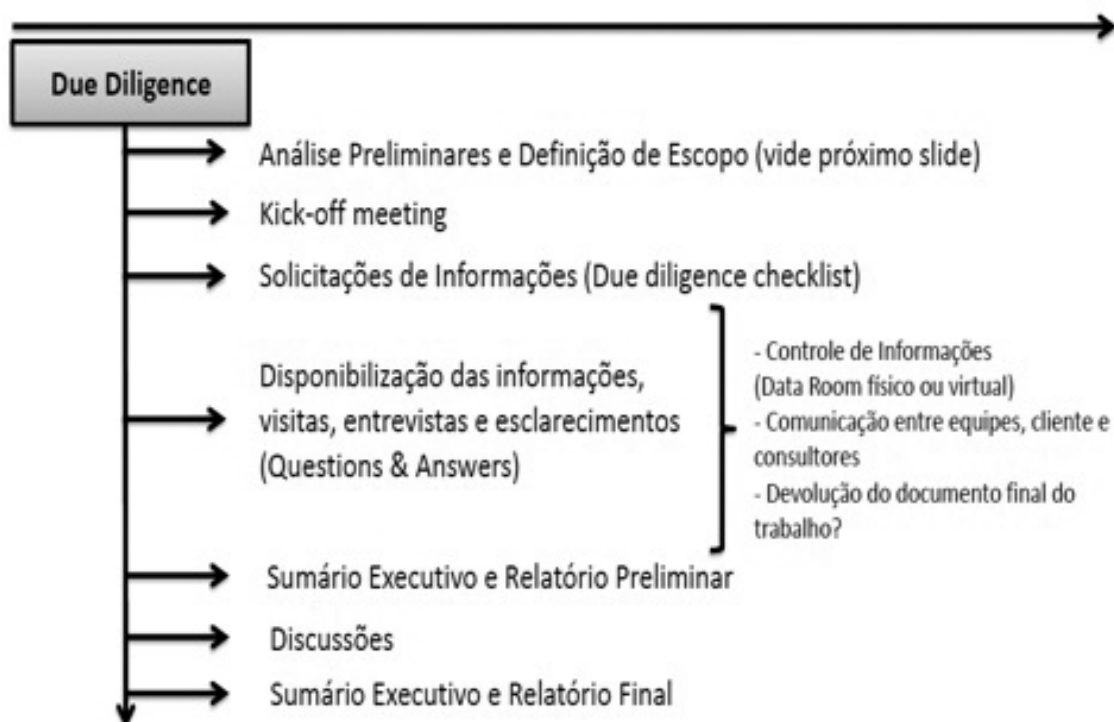 Due Diligence
Análise Preliminares e Definição de Escopo (vide próximo slide)
Kick-off meeting
Solicitações de Informações (Due diligence checklist)
Disponibilização das informações,
visitas, entrevistas e esclarecimentos
(Questions & Answers)
- Controle de Informações
(Data Room físico ou virtual)
- Comunicação entre equipes, cliente e
consultores
- Devolução do documento final do
trabalho?
Sumário Executivo e Relatório Preliminar
Discussões
Sumário Executivo e Relatório Final